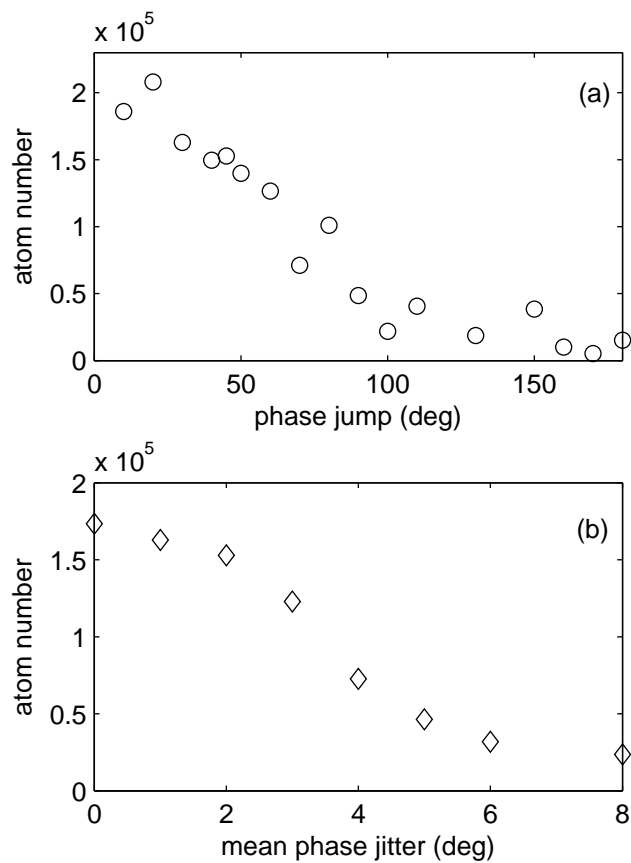 x 10^5
2
1.5
1
0.5
0
(a)
atom number
0 50 100 150
phase jump (deg)
x 10^5
2
1.5
1
0.5
0
(b)
atom number
0 2 4 6 8
mean phase jitter (deg)